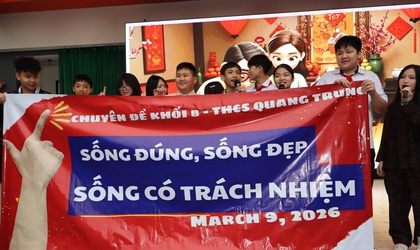 CHUYÊN ĐỀ KHỐI 8 - THCS QUANG TRUNG
SỐNG ĐÚNG, SỐNG ĐẸP
SỐNG CÓ TRÁCH NHIỆM
MARCH 9, 2026